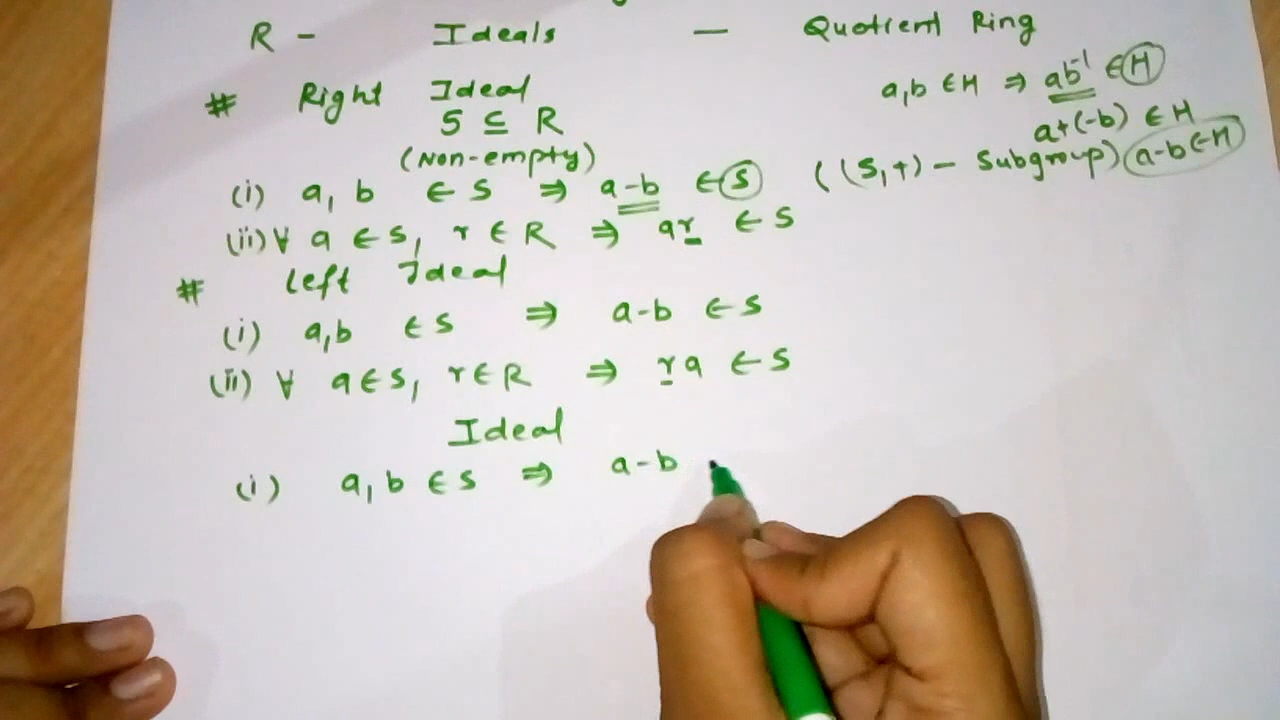 R - Ideals — Quotient Ring
# Right Ideal
a, b ∈ H ⇒ ab⁻¹ ∈ H
S ⊆ R
a+(-b) ∈ H
(Non-empty)
((S,+) - Subgroup) a-b ∈ H
(i) a, b ∈ S ⇒ a-b ∈ S
(ii) ∀ a ∈ S, r ∈ R ⇒ ar ∈ S
# Left Ideal
(i) a,b ∈ S ⇒ a-b ∈ S
(ii) ∀ a ∈ S, r ∈ R ⇒ ra ∈ S
Ideal
(i) a, b ∈ S ⇒ a-b